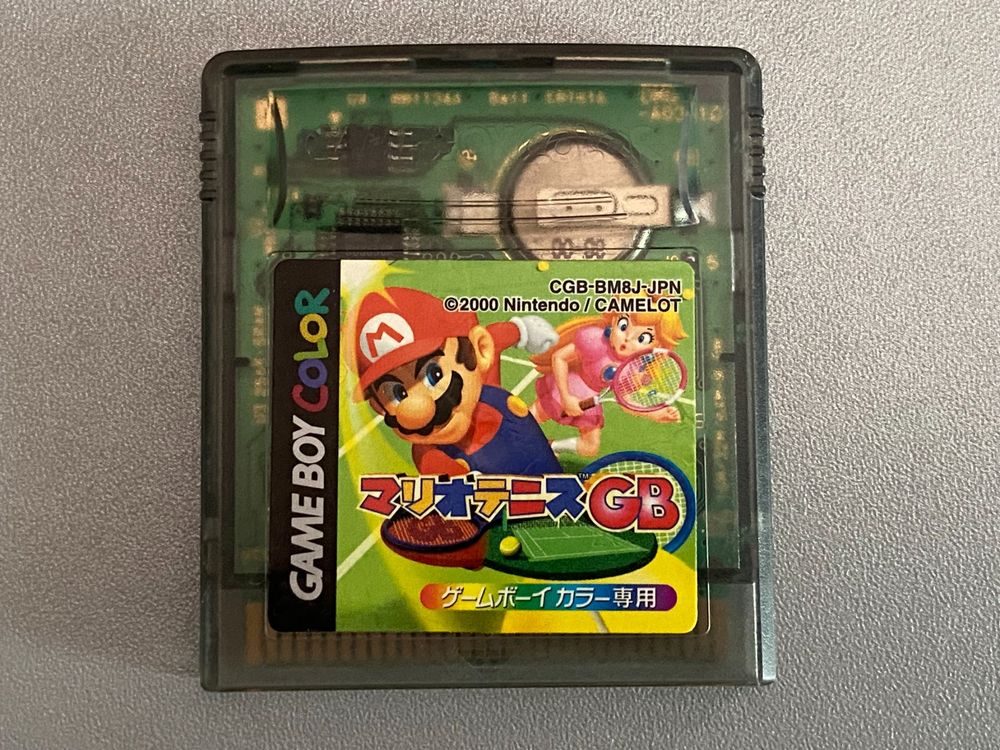 CGB-BM8J-JPN
©2000 Nintendo / CAMELOT
GAME BOY COLOR
M
マリオテニスGB
TM
ゲームボーイ カラー専用